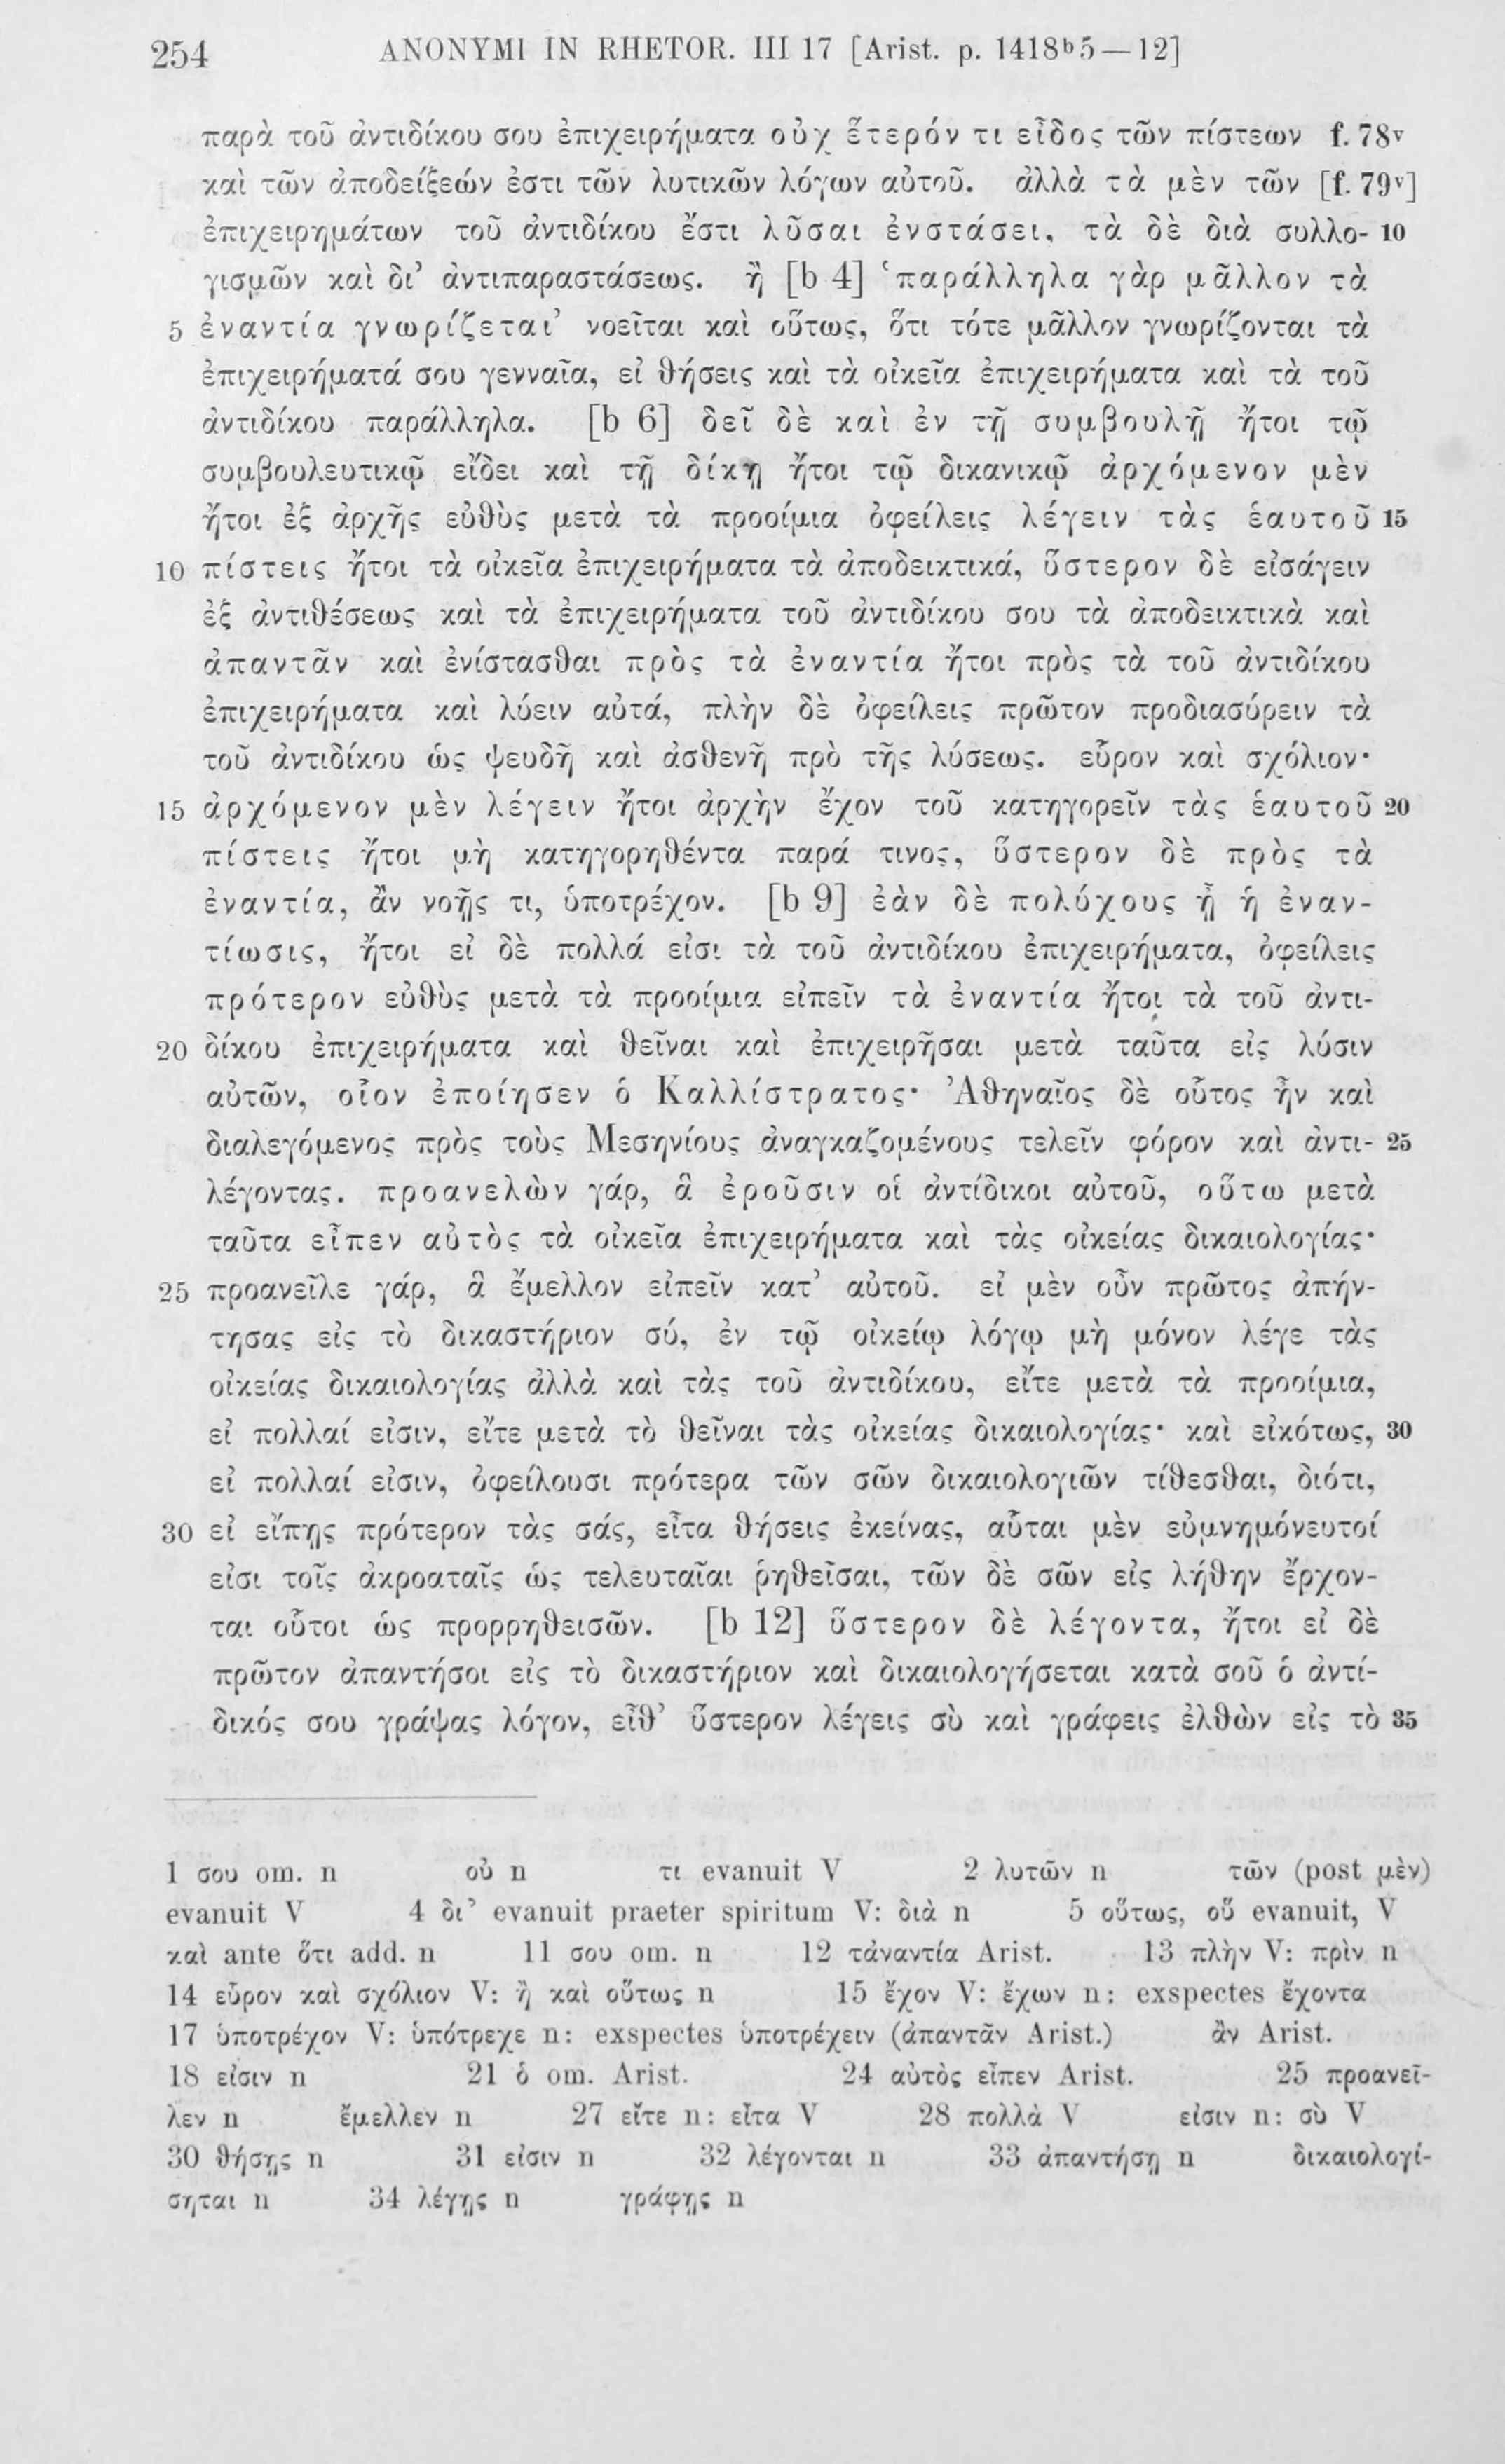 254 ANONYMI IN RHETOR. III 17 [Arist. p. 1418ᵇ5—12]
παρὰ τοῦ ἀντιδίκου σου ἐπιχειρήματα οὐχ ἕτερόν τι εἶδος τῶν πίστεων f. 78ᵛ
καὶ τῶν ἀποδείξεών ἐστι τῶν λυτικῶν λόγων αὐτοῦ. ἀλλὰ τὰ μὲν τῶν [f. 79ᵛ]
ἐπιχειρημάτων τοῦ ἀντιδίκου ἔστι λῦσαι ἐνστάσει, τὰ δὲ διὰ συλλο- 10
γισμῶν καὶ δι’ ἀντιπαραστάσεως. ἢ [b 4] ‘παράλληλα γὰρ μᾶλλον τὰ
5 ἐναντία γνωρίζεται’ νοεῖται καὶ οὕτως, ὅτι τότε μᾶλλον γνωρίζονται τὰ
ἐπιχειρήματά σου γενναῖα, εἰ θήσεις καὶ τὰ οἰκεῖα ἐπιχειρήματα καὶ τὰ τοῦ
ἀντιδίκου παράλληλα. [b 6] δεῖ δὲ καὶ ἐν τῇ συμβουλῇ ἤτοι τῷ
συμβουλευτικῷ εἴδει καὶ τῇ δίκῃ ἤτοι τῷ δικανικῷ ἀρχόμενον μὲν
ἤτοι ἐξ ἀρχῆς εὐθὺς μετὰ τὰ προοίμια ὀφείλεις λέγειν τὰς ἑαυτοῦ 15
10 πίστεις ἤτοι τὰ οἰκεῖα ἐπιχειρήματα τὰ ἀποδεικτικά, ὕστερον δὲ εἰσάγειν
ἐξ ἀντιθέσεως καὶ τὰ ἐπιχειρήματα τοῦ ἀντιδίκου σου τὰ ἀποδεικτικὰ καὶ
ἀπαντᾶν καὶ ἐνίστασθαι πρὸς τὰ ἐναντία ἤτοι πρὸς τὰ τοῦ ἀντιδίκου
ἐπιχειρήματα καὶ λύειν αὐτά, πλὴν δὲ ὀφείλεις πρῶτον προδιασύρειν τὰ
τοῦ ἀντιδίκου ὡς ψευδῆ καὶ ἀσθενῆ πρὸ τῆς λύσεως. εὗρον καὶ σχόλιον·
15 ἀρχόμενον μὲν λέγειν ἤτοι ἀρχὴν ἔχον τοῦ κατηγορεῖν τὰς ἑαυτοῦ 20
πίστεις ἤτοι μὴ κατηγορηθέντα παρά τινος, ὕστερον δὲ πρὸς τὰ
ἐναντία, ἂν νοῇς τι, ὑποτρέχον. [b 9] ἐὰν δὲ πολύχους ᾖ ἡ ἐναν-
τίωσις, ἤτοι εἰ δὲ πολλά εἰσι τὰ τοῦ ἀντιδίκου ἐπιχειρήματα, ὀφείλεις
πρότερον εὐθὺς μετὰ τὰ προοίμια εἰπεῖν τὰ ἐναντία ἤτοι τὰ τοῦ ἀντι-
20 δίκου ἐπιχειρήματα καὶ θεῖναι καὶ ἐπιχειρῆσαι μετὰ ταῦτα εἰς λύσιν
αὐτῶν, οἷον ἐποίησεν ὁ Καλλίστρατος· Ἀθηναῖος δὲ οὗτος ἦν καὶ
διαλεγόμενος πρὸς τοὺς Μεσηνίους ἀναγκαζομένους τελεῖν φόρον καὶ ἀντι- 25
λέγοντας. προανελὼν γάρ, ἃ ἐροῦσιν οἱ ἀντίδικοι αὐτοῦ, οὕτω μετὰ
ταῦτα εἶπεν αὐτὸς τὰ οἰκεῖα ἐπιχειρήματα καὶ τὰς οἰκείας δικαιολογίας·
25 προανεῖλε γάρ, ἃ ἔμελλον εἰπεῖν κατ’ αὐτοῦ. εἰ μὲν οὖν πρῶτος ἀπήν-
τησας εἰς τὸ δικαστήριον σύ, ἐν τῷ οἰκείῳ λόγῳ μὴ μόνον λέγε τὰς
οἰκείας δικαιολογίας ἀλλὰ καὶ τὰς τοῦ ἀντιδίκου, εἴτε μετὰ τὰ προοίμια,
εἰ πολλαί εἰσιν, εἴτε μετὰ τὸ θεῖναι τὰς οἰκείας δικαιολογίας· καὶ εἰκότως, 30
εἰ πολλαί εἰσιν, ὀφείλουσι πρότερα τῶν σῶν δικαιολογιῶν τίθεσθαι, διότι,
30 εἰ εἴπῃς πρότερον τὰς σάς, εἶτα θήσεις ἐκείνας, αὗται μὲν εὐμνημόνευτοί
εἰσι τοῖς ἀκροαταῖς ὡς τελευταῖαι ῥηθεῖσαι, τῶν δὲ σῶν εἰς λήθην ἔρχον-
ται οὗτοι ὡς προρρηθεισῶν. [b 12] ὕστερον δὲ λέγοντα, ἤτοι εἰ δὲ
πρῶτον ἀπαντήσοι εἰς τὸ δικαστήριον καὶ δικαιολογήσεται κατὰ σοῦ ὁ ἀντί-
δικός σου γράψας λόγον, εἶθ’ ὕστερον λέγεις σὺ καὶ γράφεις ἐλθὼν εἰς τὸ 35
1 σου om. n οὐ n τι evanuit V 2 λυτῶν n τῶν (post μὲν)
evanuit V 4 δι’ evanuit praeter spiritum V: διὰ n 5 οὕτως, οὕ evanuit, V
καὶ ante ὅτι add. n 11 σου om. n 12 τἀναντία Arist. 13 πλὴν V: πρὶν n
14 εὗρον καὶ σχόλιον V: ἢ καὶ οὕτως n 15 ἔχον V: ἔχων n: exspectes ἔχοντα
17 ὑποτρέχον V: ὑπότρεχε n: exspectes ὑποτρέχειν (ἀπαντᾶν Arist.) ἂν Arist.
18 εἰσιν n 21 ὁ om. Arist. 24 αὐτὸς εἶπεν Arist. 25 προανεῖ-
λεν n ἔμελλεν n 27 εἴτε n: εἶτα V 28 πολλὰ V εἰσιν n: σὺ V
30 θήσῃς n 31 εἰσιν n 32 λέγονται n 33 ἀπαντήσῃ n δικαιολογί-
σηται n 34 λέγῃς n γράφῃς n